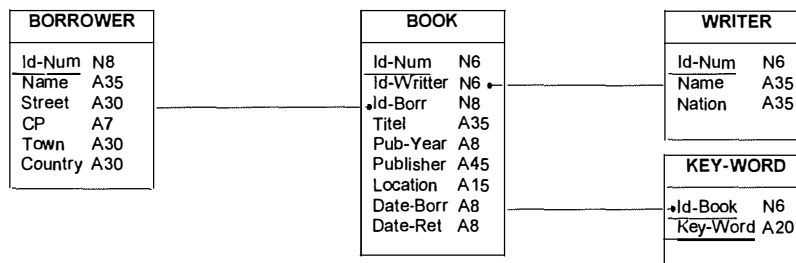 BORROWER
Id-Num N8
Name A35
Street A30
CP A7
Town A30
Country A30
BOOK
Id-Num N6
Id-Writter N6
Id-Borr N8
Titel A35
Pub-Year A8
Publisher A45
Location A15
Date-Borr A8
Date-Ret A8
WRITER
Id-Num N6
Name A35
Nation A35
KEY-WORD
Id-Book N6
Key-Word A20